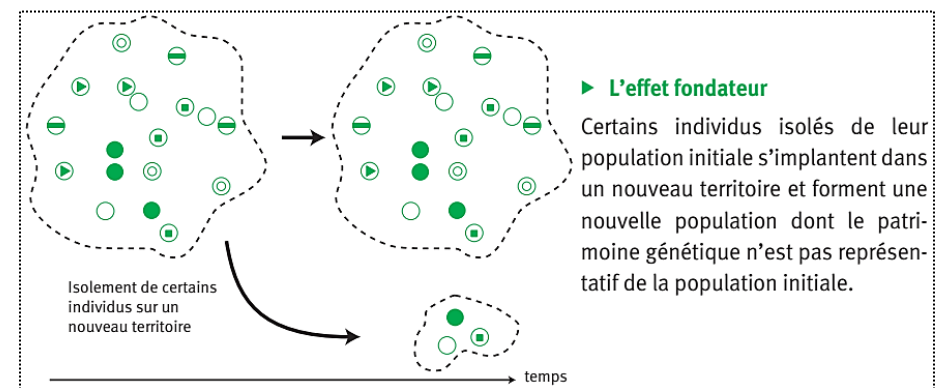 ► L'effet fondateur
Certains individus isolés de leur
population initiale s'implantent dans
un nouveau territoire et forment une
nouvelle population dont le patri-
moine génétique n'est pas représen-
tatif de la population initiale.
Isolement de certains
individus sur un
nouveau territoire
temps